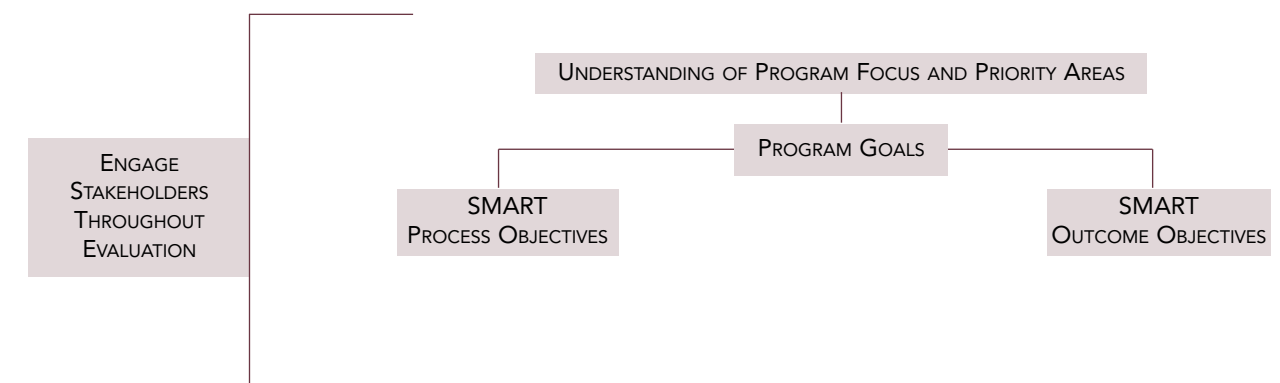 Understanding of Program Focus and Priority Areas
Program Goals
Engage
Stakeholders
Throughout
Evaluation
SMART
Process Objectives
SMART
Outcome Objectives